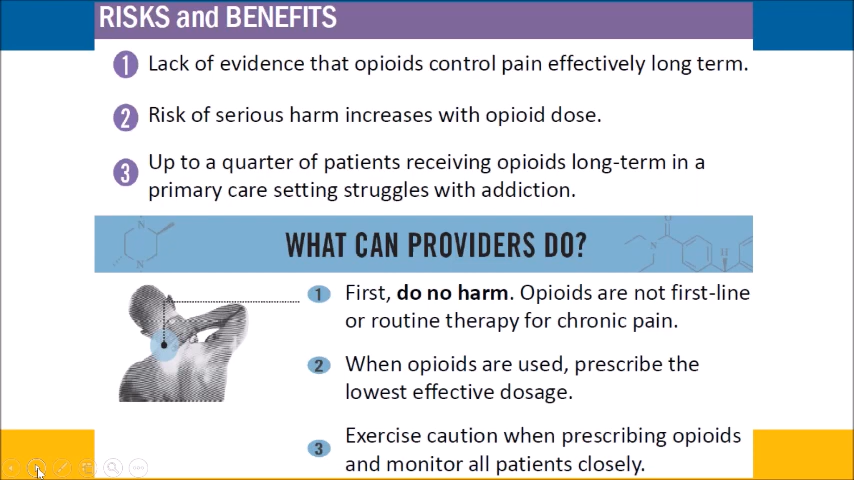 RISKS and BENEFITS
1 Lack of evidence that opioids control pain effectively long term.
2 Risk of serious harm increases with opioid dose.
3 Up to a quarter of patients receiving opioids long-term in a
primary care setting struggles with addiction.
WHAT CAN PROVIDERS DO?
N
N
N
H
1 First, do no harm. Opioids are not first-line
or routine therapy for chronic pain.
2 When opioids are used, prescribe the
lowest effective dosage.
3 Exercise caution when prescribing opioids
and monitor all patients closely.